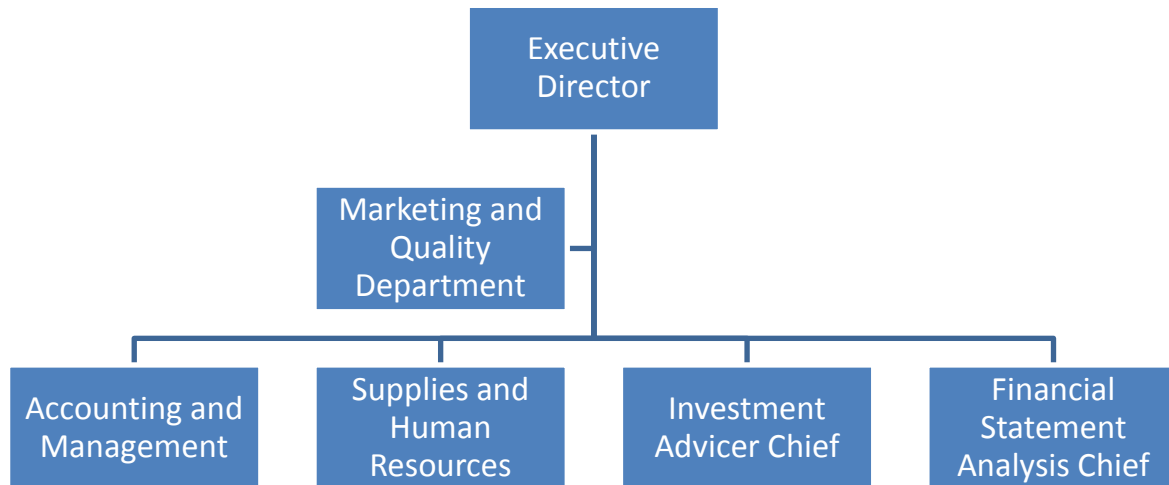 Executive
Director
Marketing and
Quality
Department
Accounting and
Management
Supplies and
Human
Resources
Investment
Advicer Chief
Financial
Statement
Analysis Chief